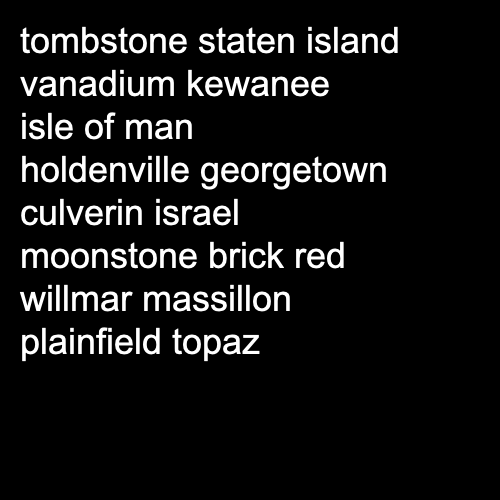 tombstone staten island
vanadium kewanee
isle of man
holdenville georgetown
culverin israel
moonstone brick red
willmar massillon
plainfield topaz